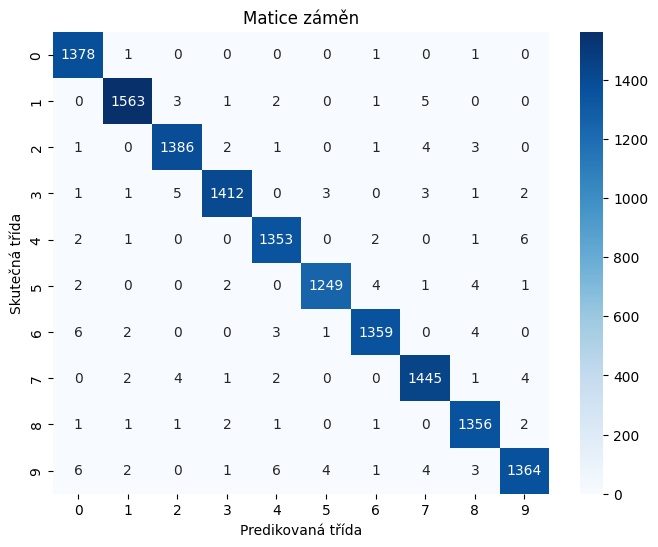 Matice záměn
0 1378 1 0 0 0 0 1 0 1 0
1 0 1563 3 1 2 0 1 5 0 0
2 1 0 1386 2 1 0 1 4 3 0
3 1 1 5 1412 0 3 0 3 1 2
4 2 1 0 0 1353 0 2 0 1 6
5 2 0 0 2 0 1249 4 1 4 1
6 6 2 0 0 3 1 1359 0 4 0
7 0 2 4 1 2 0 0 1445 1 4
8 1 1 1 2 1 0 1 0 1356 2
9 6 2 0 1 6 4 1 4 3 1364
0 1 2 3 4 5 6 7 8 9
Skutečná třída
Predikovaná třída
1400
1200
1000
800
600
400
200
0